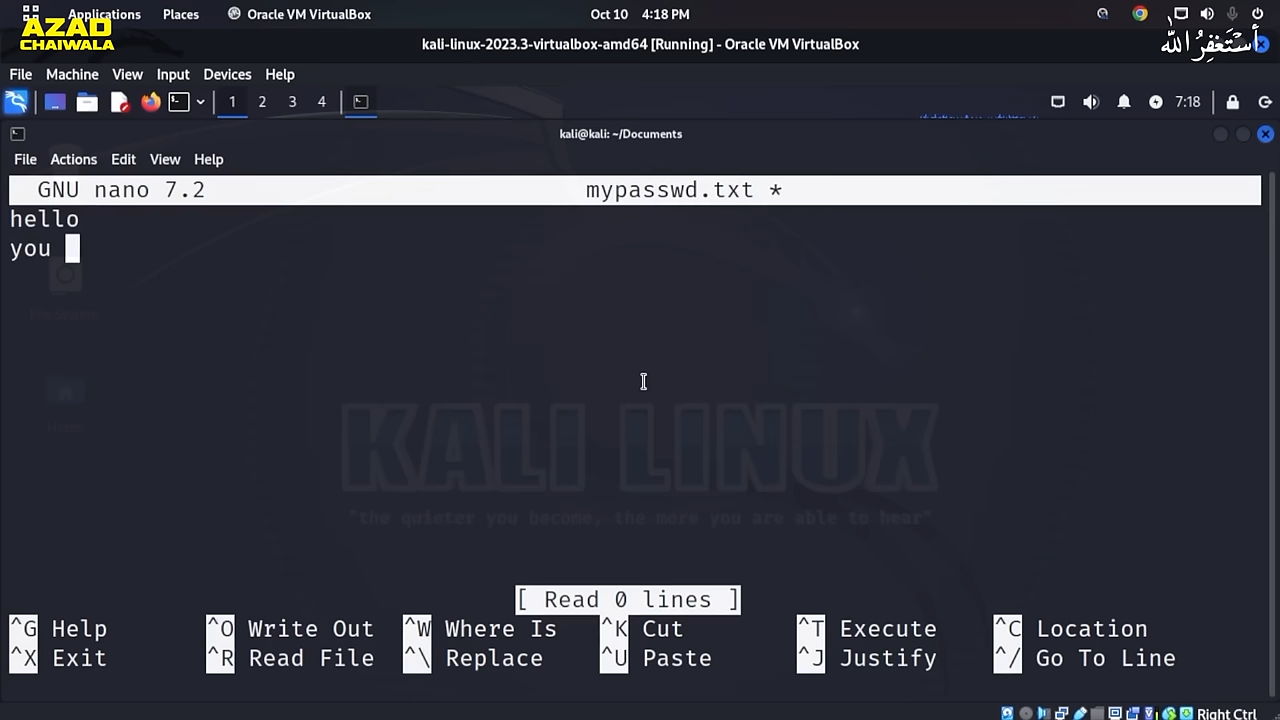 Applications Places Oracle VM VirtualBox Oct 10 4:18 PM
AZAD
CHAIWALA
أستغفر الله
kali-linux-2023.3-virtualbox-amd64 [Running] - Oracle VM VirtualBox
File Machine View Input Devices Help
1 2 3 4 7:18
kali@kali: ~/Documents
File Actions Edit View Help
GNU nano 7.2 mypasswd.txt *
hello
you
File System
Home
KALI LINUX
"the quieter you become, the more you are able to hear"
[ Read 0 lines ]
^G Help ^O Write Out ^W Where Is ^K Cut ^T Execute ^C Location
^X Exit ^R Read File ^\ Replace ^U Paste ^J Justify ^/ Go To Line
Right Ctrl